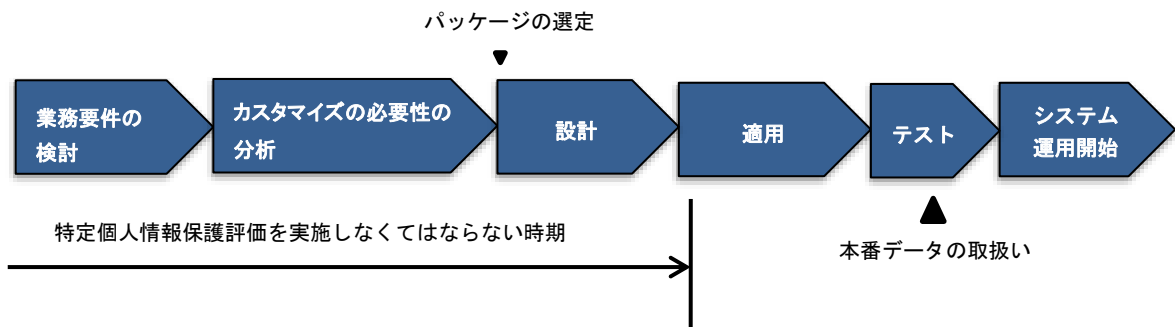 パッケージの選定
業務要件の
検討
カスタマイズの必要性の
分析
設計
適用
テスト
システム
運用開始
特定個人情報保護評価を実施しなくてはならない時期
本番データの取扱い